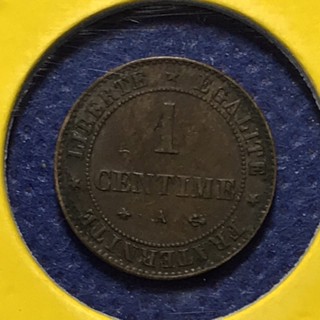 LIBERTE * EGALITE * FRATERNITE *
1
CENTIME
* A